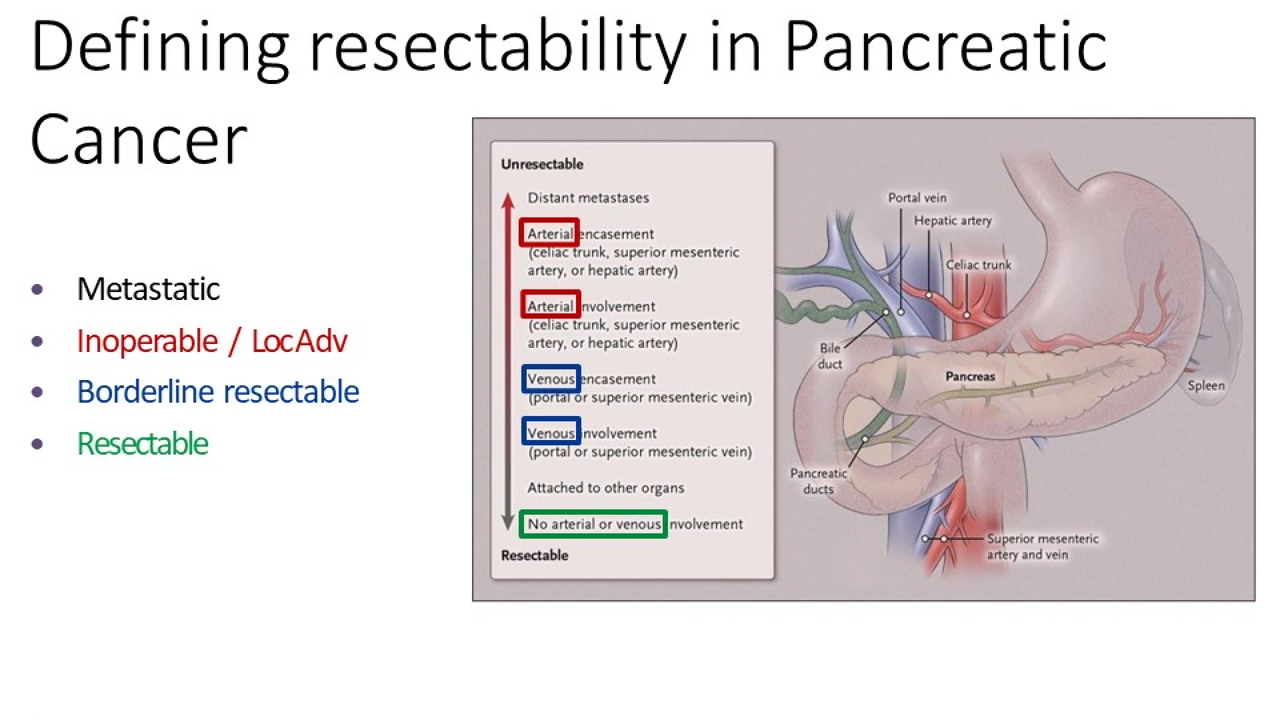 Defining resectability in Pancreatic
Cancer
• Metastatic
• Inoperable / LocAdv
• Borderline resectable
• Resectable
Unresectable
Distant metastases
Arterial encasement
(celiac trunk, superior mesenteric
artery, or hepatic artery)
Arterial involvement
(celiac trunk, superior mesenteric
artery, or hepatic artery)
Venous encasement
(portal or superior mesenteric vein)
Venous involvement
(portal or superior mesenteric vein)
Attached to other organs
No arterial or venous involvement
Resectable
Portal vein
Hepatic artery
Celiac trunk
Bile
duct
Pancreas
Spleen
Pancreatic
ducts
Superior mesenteric
artery and vein